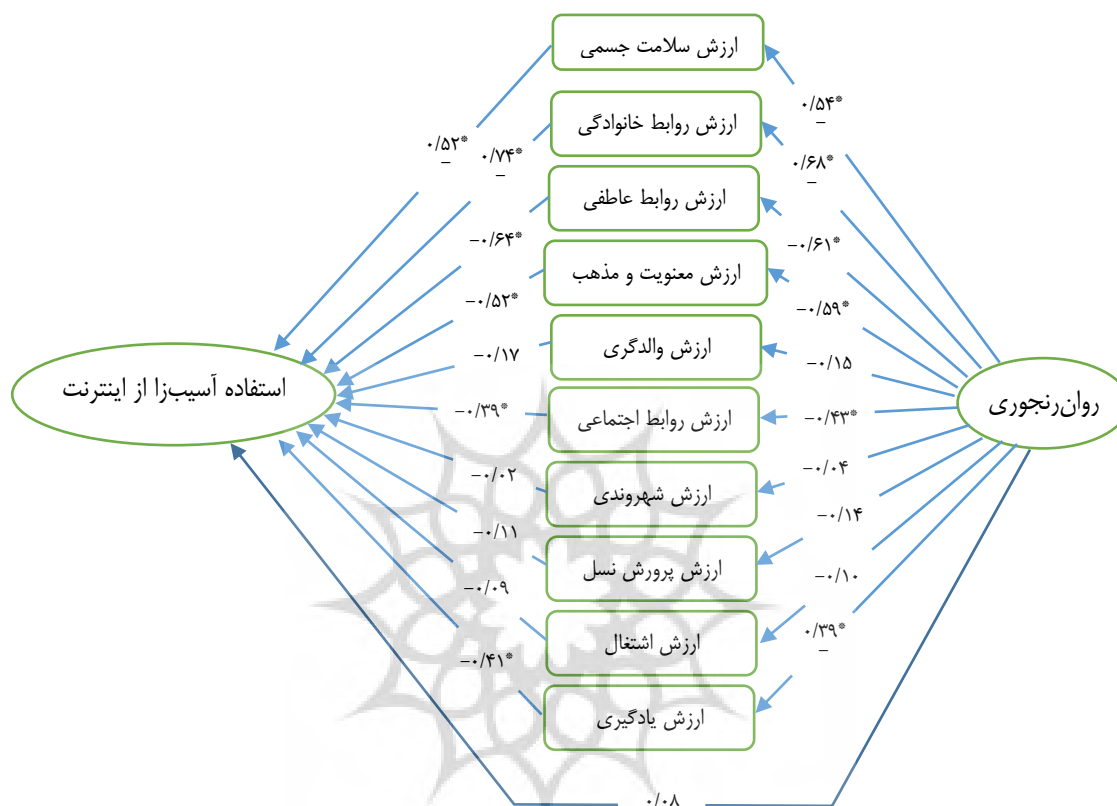 ارزش سلامت جسمی
۰/۵۴*
–
ارزش روابط خانوادگی
۰/۵۲*
–
۰/۷۴*
–
۰/۶۸*
–
ارزش روابط عاطفی
–۰/۶۴*
–۰/۶۱*
ارزش معنویت و مذهب
–۰/۵۲*
–۰/۵۹*
ارزش والدگری
–۰/۱۷
–۰/۱۵
روان‌رنجوری
استفاده آسیب‌زا از اینترنت
ارزش روابط اجتماعی
–۰/۳۹*
–۰/۴۳*
ارزش شهروندی
–۰/۰۲
–۰/۰۴
ارزش پرورش نسل
–۰/۱۱
–۰/۱۴
ارزش اشتغال
–۰/۰۹
–۰/۱۰
ارزش یادگیری
–۰/۴۱*
۰/۳۹*
–
۰/۰۸